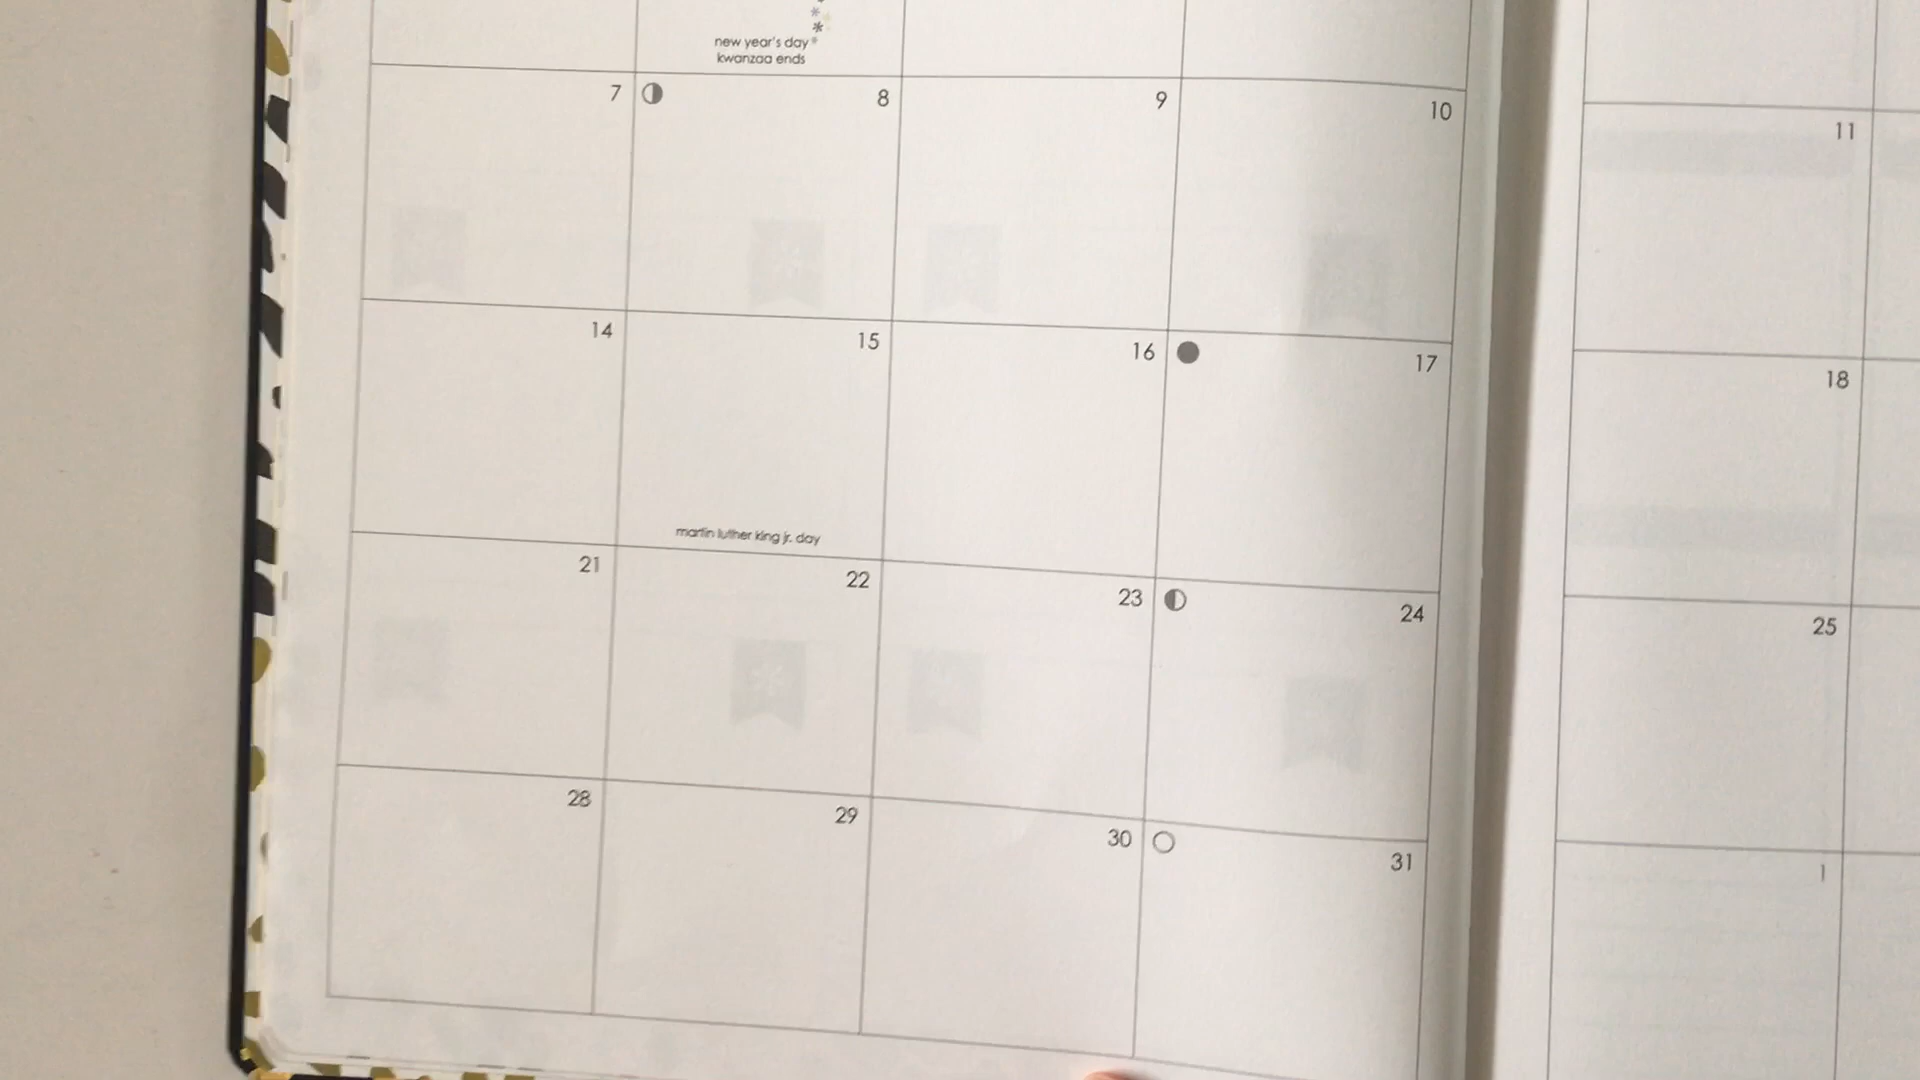 new year's day
kwanzaa ends
7 8 9 10 11
14 15 16 17 18
martin luther king jr. day
21 22 23 24 25
28 29 30 31 1